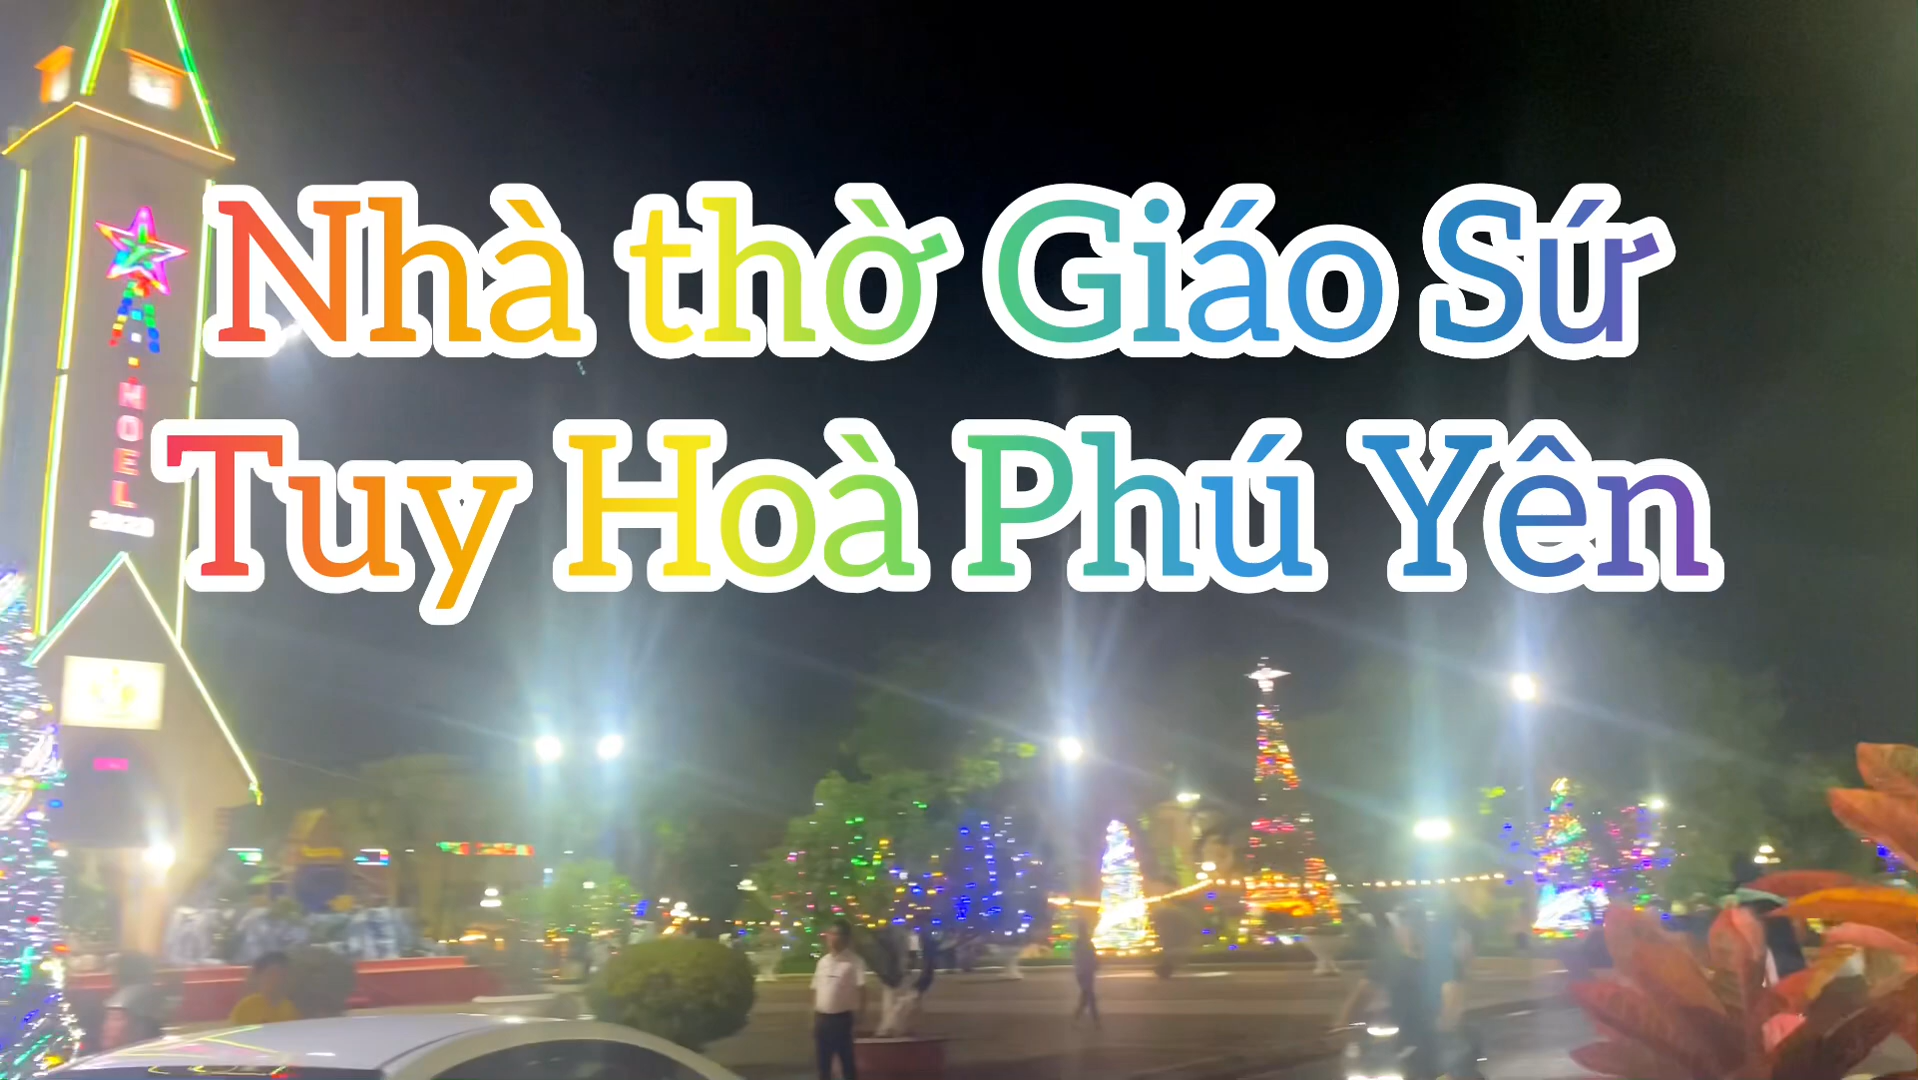 Nhà thờ Giáo Sứ
Tuy Hoà Phú Yên
NOEL